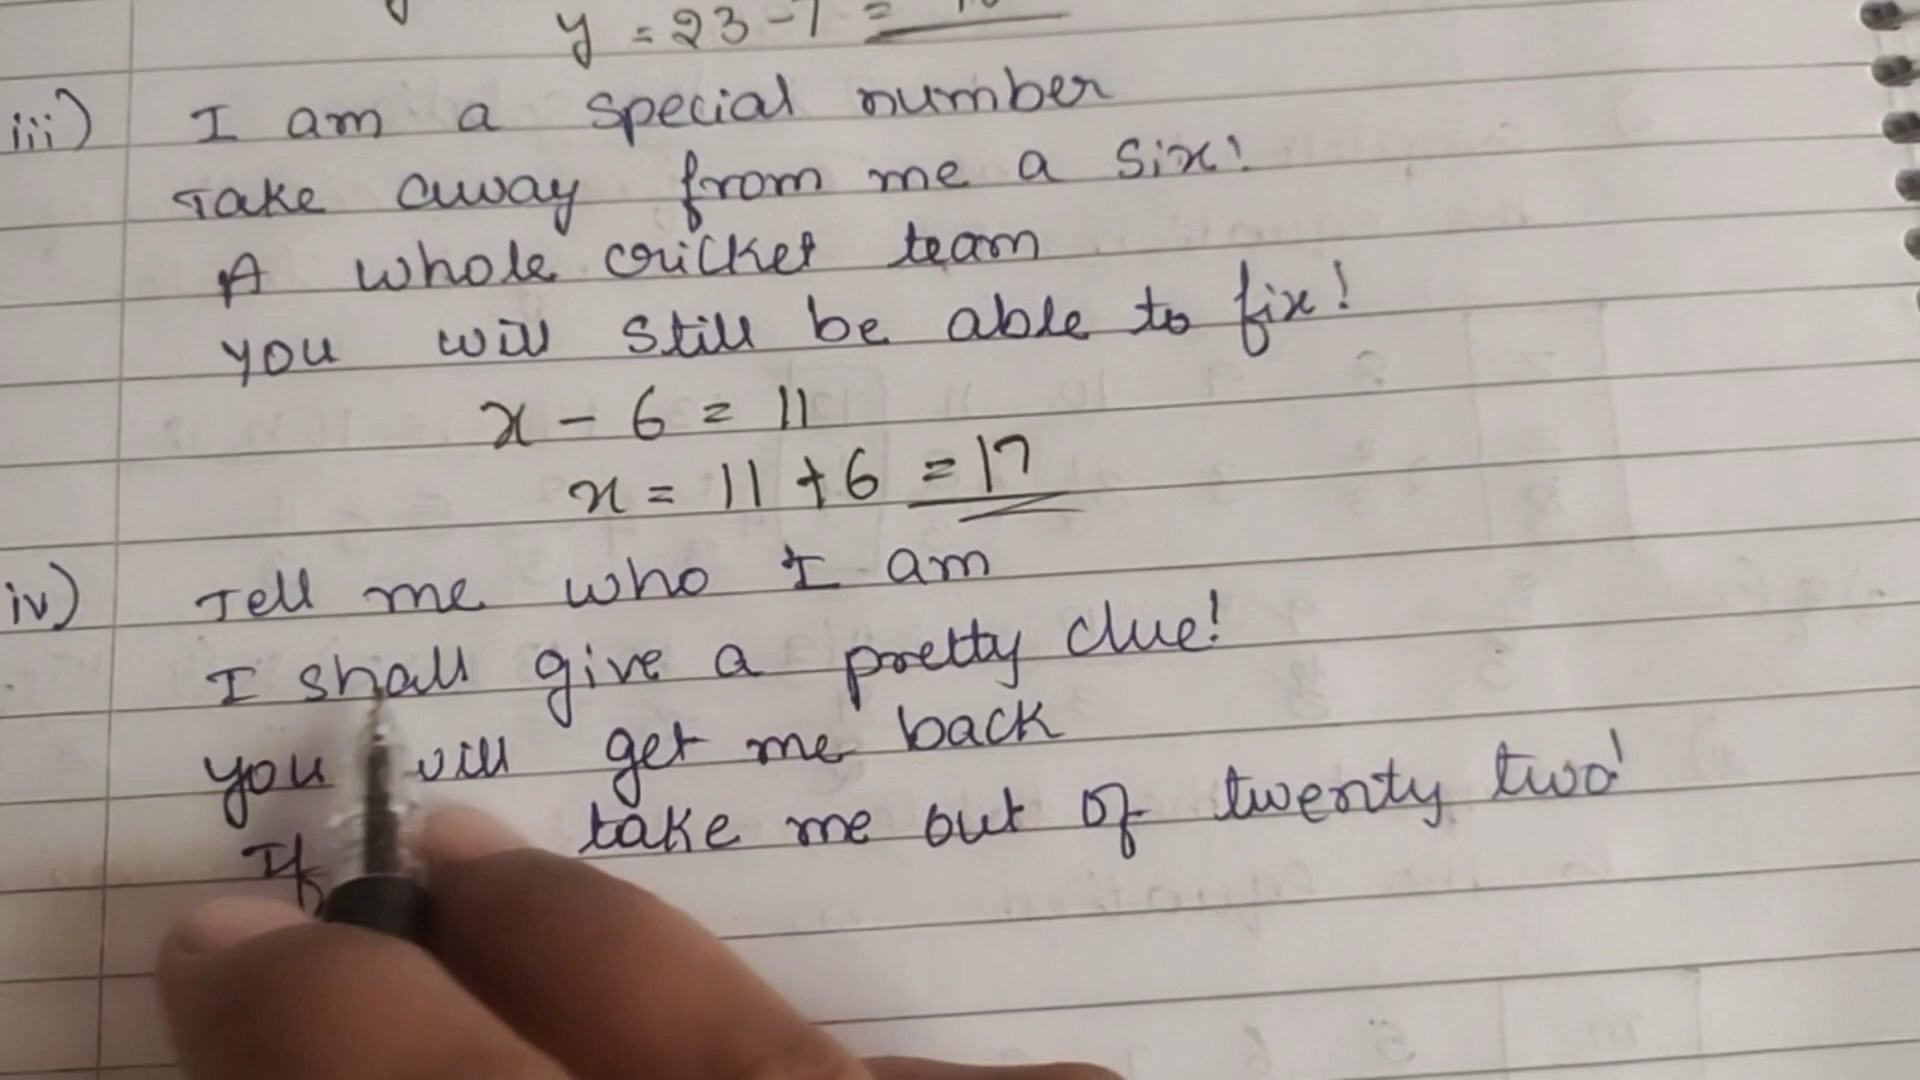 y = 23 - 7 =
iii) I am a special number
Take away from me a six!
A whole cricket team
you will still be able to fix!
x - 6 = 11
x = 11 + 6 = 17
iv) Tell me who I am
I shall give a pretty clue!
you will get me back
If take me out of twenty two!